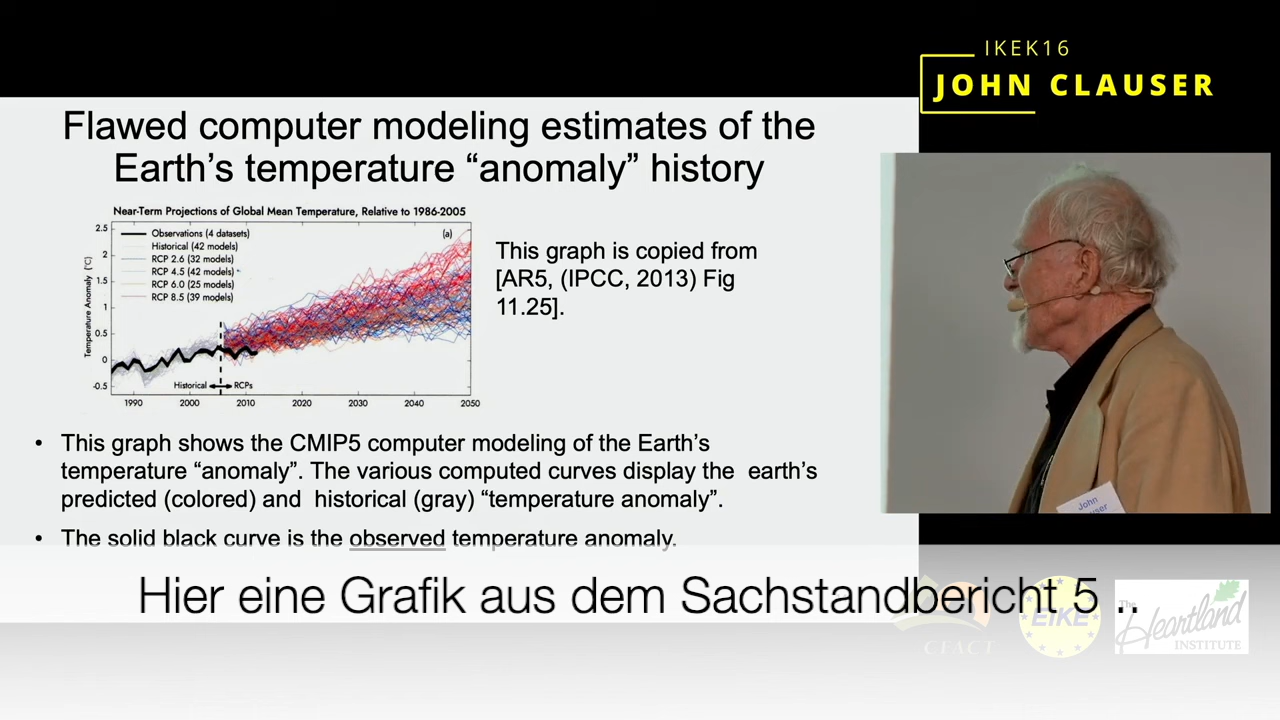 IKEK16
JOHN CLAUSER
Flawed computer modeling estimates of the
Earth’s temperature “anomaly” history
Near-Term Projections of Global Mean Temperature, Relative to 1986-2005
(a)
Observations (4 datasets)
Historical (42 models)
RCP 2.6 (32 models)
RCP 4.5 (42 models)
RCP 6.0 (25 models)
RCP 8.5 (39 models)
Temperature Anomaly (°C)
2.5
2
1.5
1
0.5
0
-0.5
Historical
RCPs
1990 2000 2010 2020 2030 2040 2050
This graph is copied from
[AR5, (IPCC, 2013) Fig
11.25].
• This graph shows the CMIP5 computer modeling of the Earth’s
temperature “anomaly”. The various computed curves display the earth’s
predicted (colored) and historical (gray) “temperature anomaly”.
• The solid black curve is the observed temperature anomaly.
John
Hier eine Grafik aus dem Sachstandbericht 5 ..
CFACT
EIKE
The
Heartland
INSTITUTE